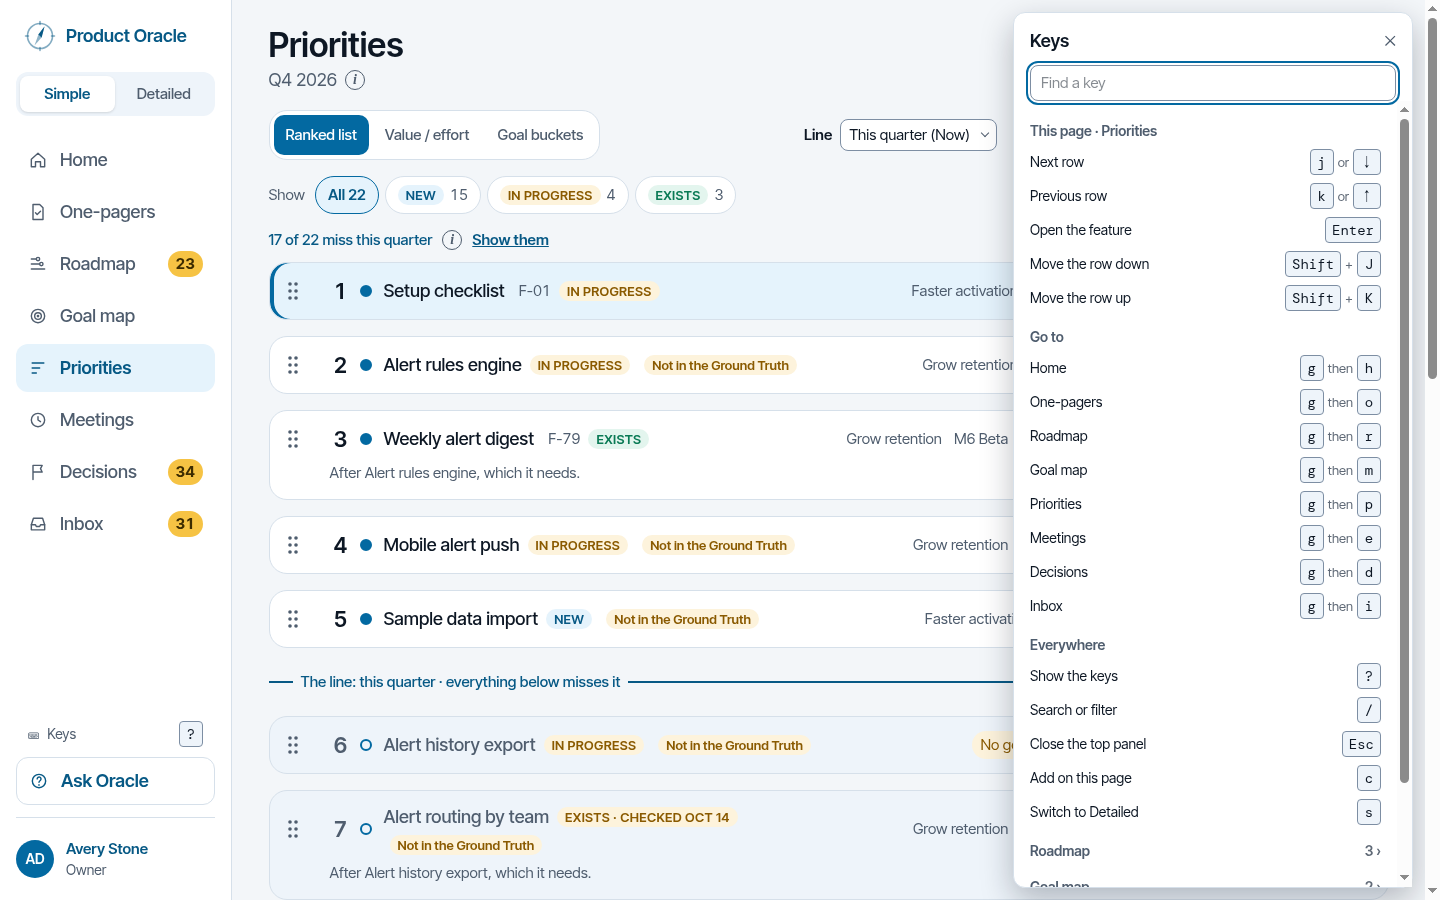 Product Oracle
Simple
Detailed
Home
One-pagers
Roadmap 23
Goal map
Priorities
Meetings
Decisions 34
Inbox 31
Keys ?
Ask Oracle
AD
Avery Stone
Owner
Priorities
Q4 2026 i
Ranked list
Value / effort
Goal buckets
Line This quarter (Now)
Show All 22 NEW 15 IN PROGRESS 4 EXISTS 3
17 of 22 miss this quarter i Show them
1 Setup checklist F-01 IN PROGRESS Faster activation
2 Alert rules engine IN PROGRESS Not in the Ground Truth Grow retention
3 Weekly alert digest F-79 EXISTS Grow retention M6 Beta
After Alert rules engine, which it needs.
4 Mobile alert push IN PROGRESS Not in the Ground Truth Grow retention
5 Sample data import NEW Not in the Ground Truth Faster activati
The line: this quarter · everything below misses it
6 Alert history export IN PROGRESS Not in the Ground Truth No g
7 Alert routing by team EXISTS · CHECKED OCT 14 Grow retention
Not in the Ground Truth
After Alert history export, which it needs.
Keys
Find a key
This page · Priorities
Next row j or ↓
Previous row k or ↑
Open the feature Enter
Move the row down Shift + J
Move the row up Shift + K
Go to
Home g then h
One-pagers g then o
Roadmap g then r
Goal map g then m
Priorities g then p
Meetings g then e
Decisions g then d
Inbox g then i
Everywhere
Show the keys ?
Search or filter /
Close the top panel Esc
Add on this page c
Switch to Detailed s
Roadmap 3 ›
Goal map 2 ›